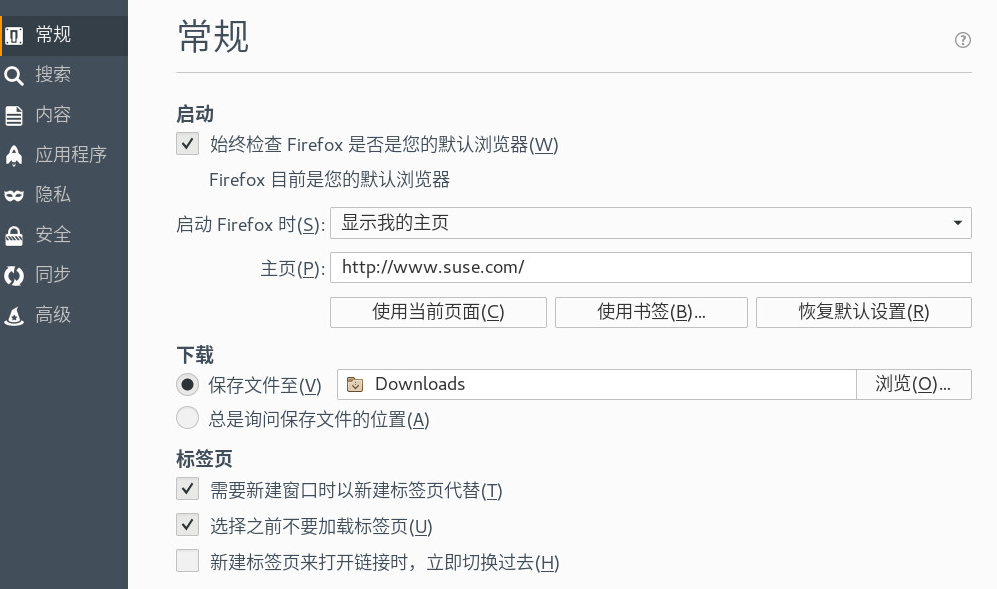 常规
搜索
内容
应用程序
隐私
安全
同步
高级
常规
?
启动
始终检查 Firefox 是否是您的默认浏览器(W)
Firefox 目前是您的默认浏览器
启动 Firefox 时(S): 显示我的主页
主页(P): http://www.suse.com/
使用当前页面(C) 使用书签(B)... 恢复默认设置(R)
下载
保存文件至(V) Downloads 浏览(O)...
总是询问保存文件的位置(A)
标签页
需要新建窗口时以新建标签页代替(T)
选择之前不要加载标签页(U)
新建标签页来打开链接时，立即切换过去(H)